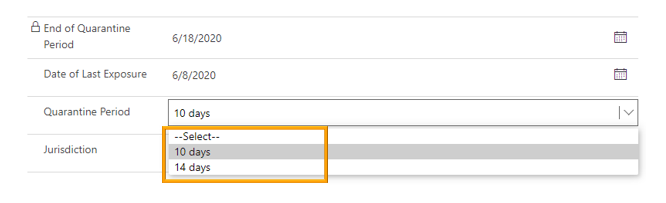 End of Quarantine
Period
6/18/2020
Date of Last Exposure
6/8/2020
Quarantine Period
10 days
--Select--
Jurisdiction
10 days
14 days